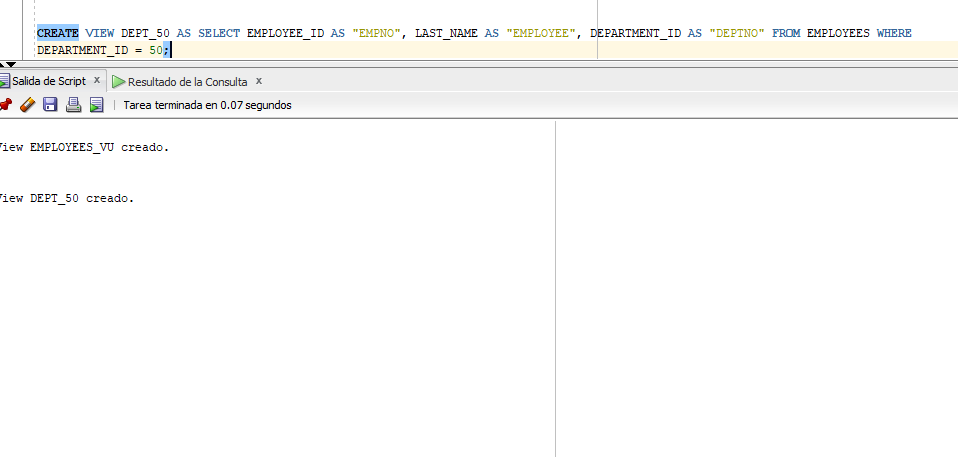 CREATE VIEW DEPT_50 AS SELECT EMPLOYEE_ID AS "EMPNO", LAST_NAME AS "EMPLOYEE", DEPARTMENT_ID AS "DEPTNO" FROM EMPLOYEES WHERE
DEPARTMENT_ID = 50;
Salida de Script x Resultado de la Consulta x
Tarea terminada en 0.07 segundos
View EMPLOYEES_VU creado.
View DEPT_50 creado.